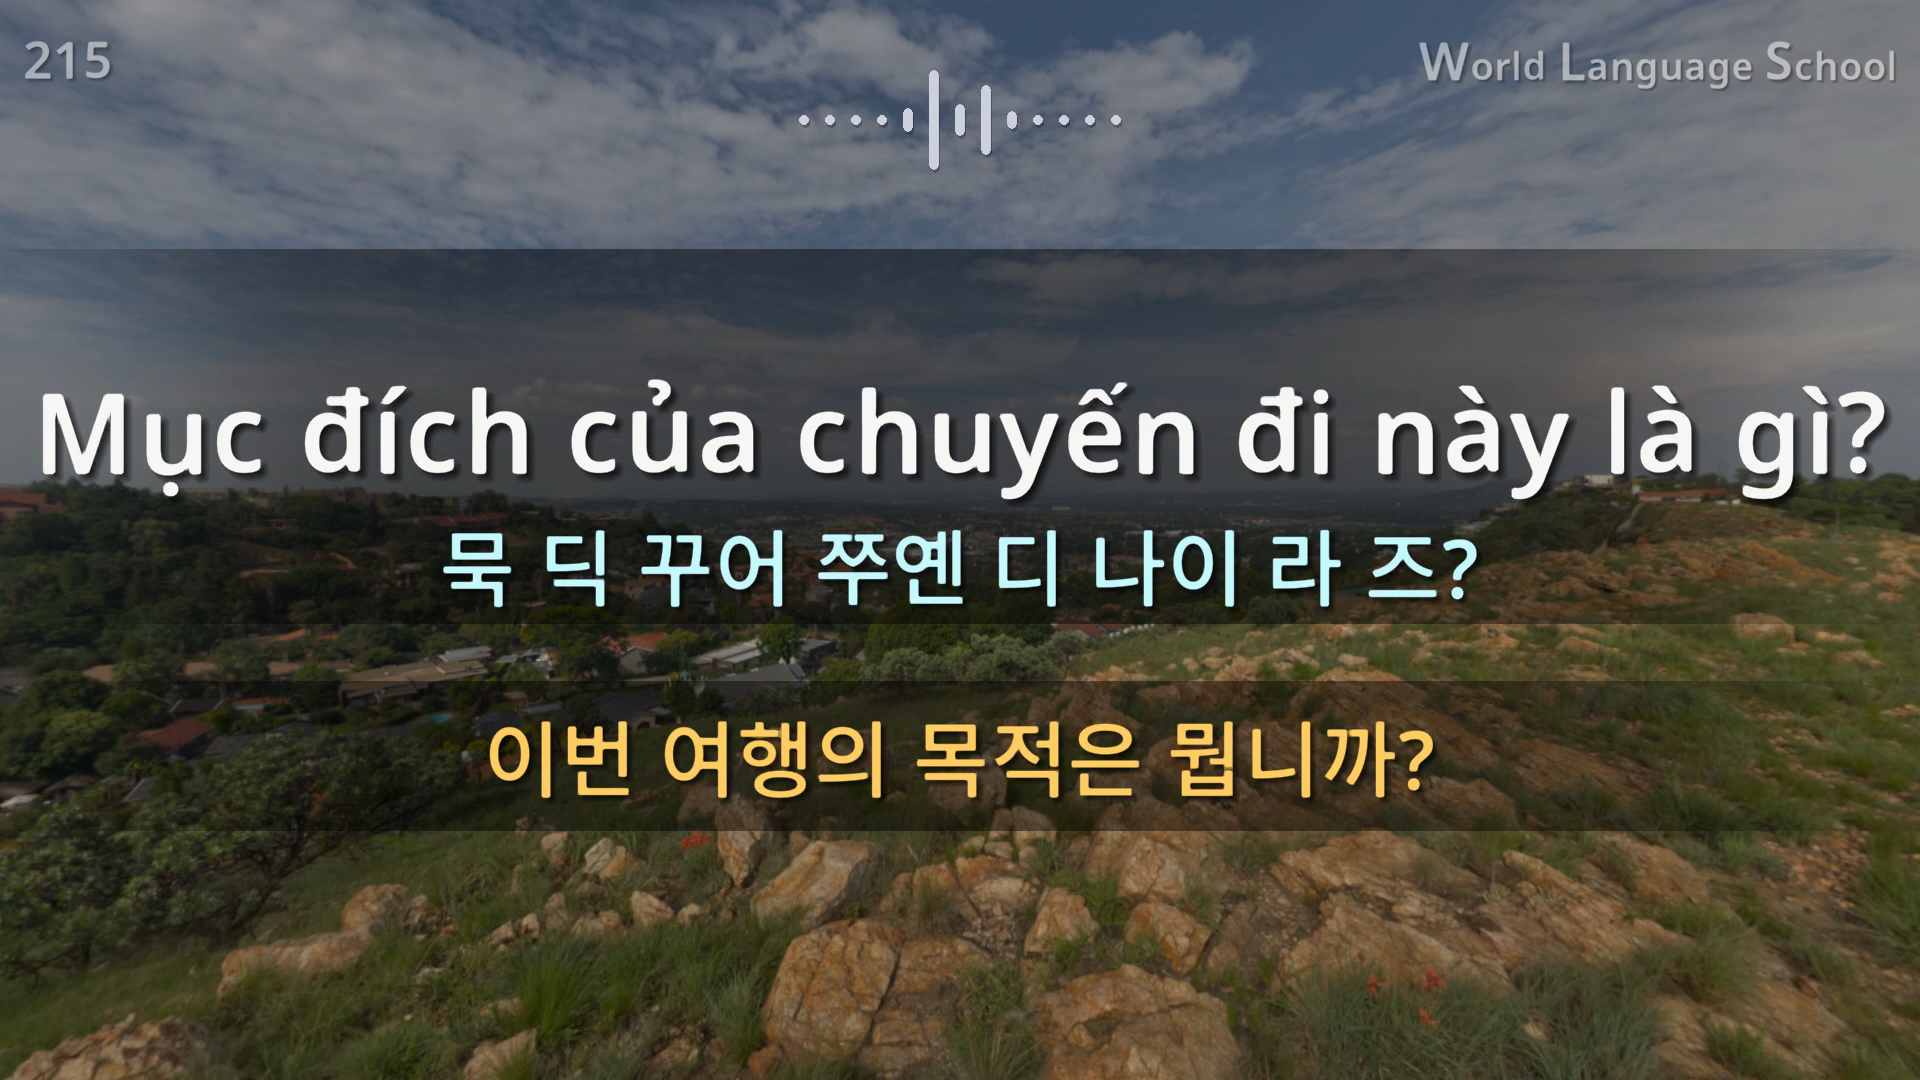 215
World Language School
Mục đích của chuyến đi này là gì?
묵 딕 꾸어 쭈옌 디 나이 라 즈?
이번 여행의 목적은 뭡니까?